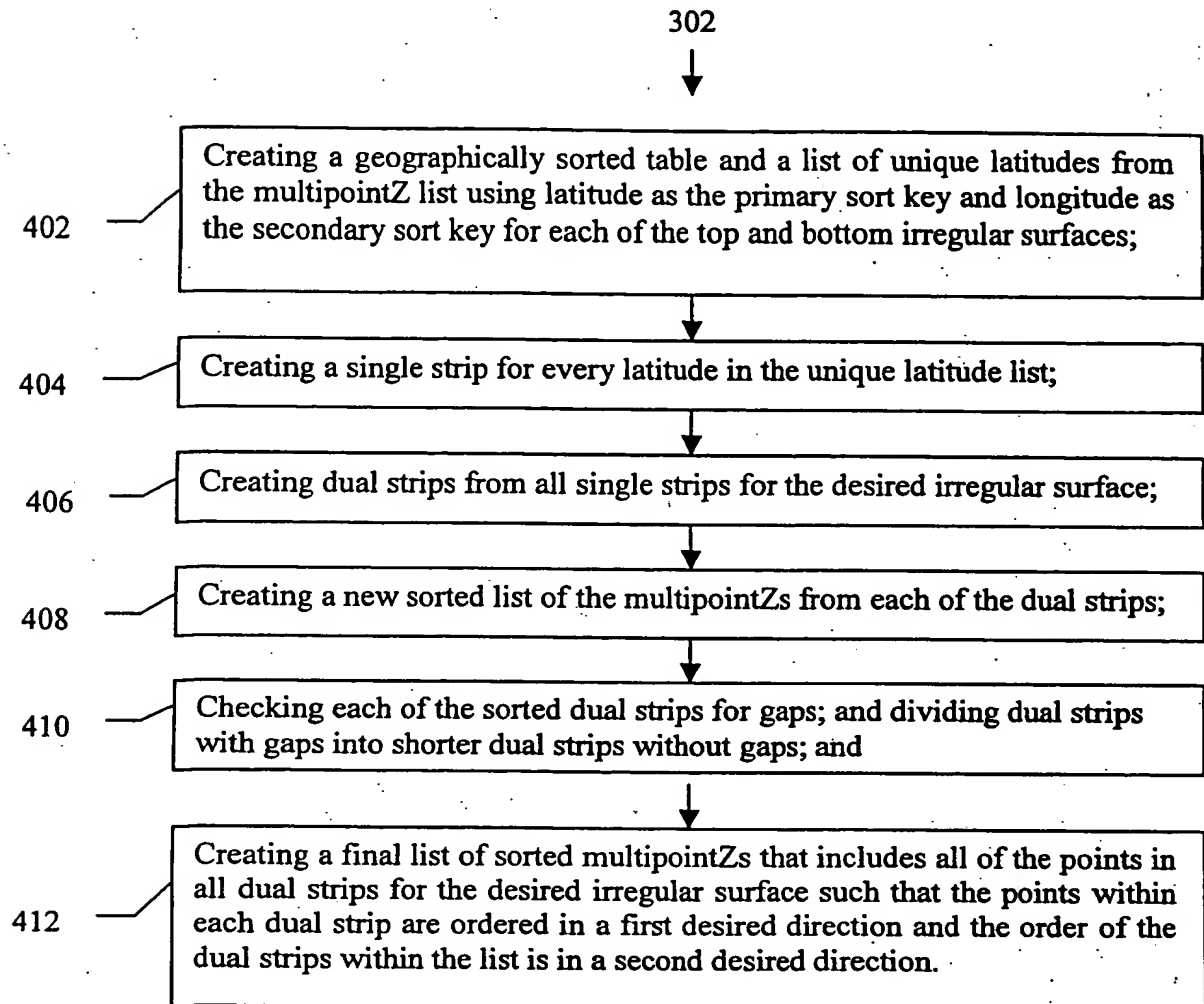 302
Creating a geographically sorted table and a list of unique latitudes from
the multipointZ list using latitude as the primary sort key and longitude as
the secondary sort key for each of the top and bottom irregular surfaces;
402
Creating a single strip for every latitude in the unique latitude list;
404
Creating dual strips from all single strips for the desired irregular surface;
406
Creating a new sorted list of the multipointZs from each of the dual strips;
408
Checking each of the sorted dual strips for gaps; and dividing dual strips
with gaps into shorter dual strips without gaps; and
410
Creating a final list of sorted multipointZs that includes all of the points in
all dual strips for the desired irregular surface such that the points within
each dual strip are ordered in a first desired direction and the order of the
dual strips within the list is in a second desired direction.
412